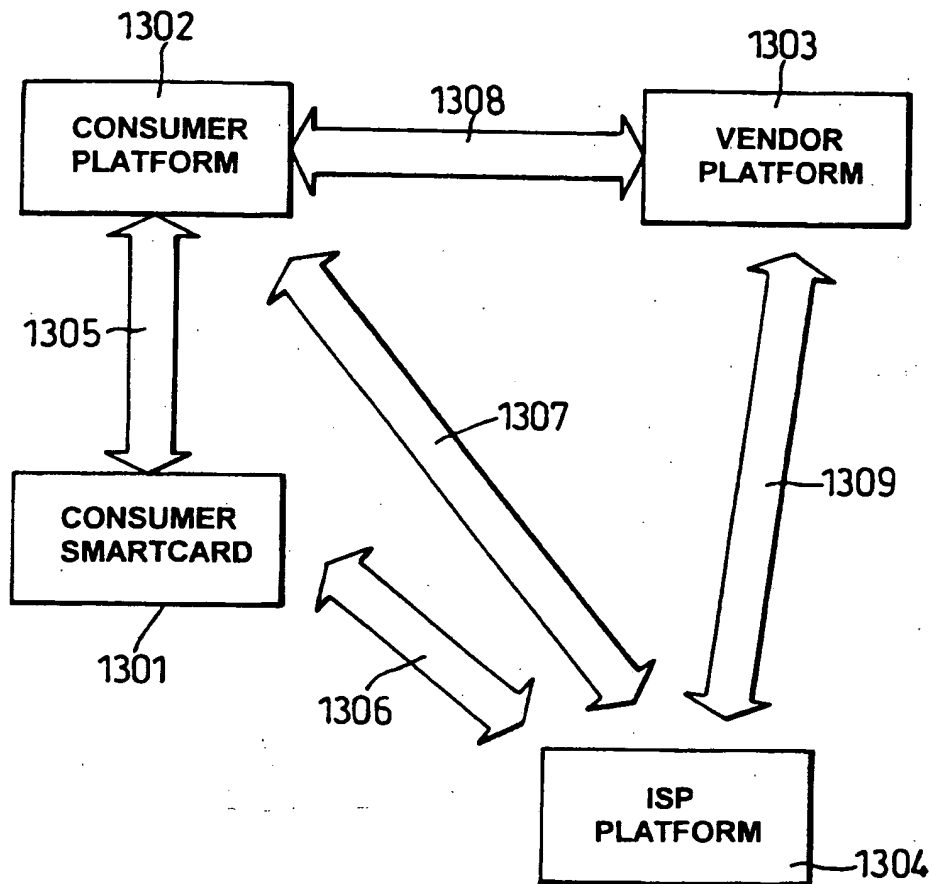 1302
1303
1308
CONSUMER
PLATFORM
VENDOR
PLATFORM
1305
1307
1309
CONSUMER
SMARTCARD
1301
1306
ISP
PLATFORM
1304